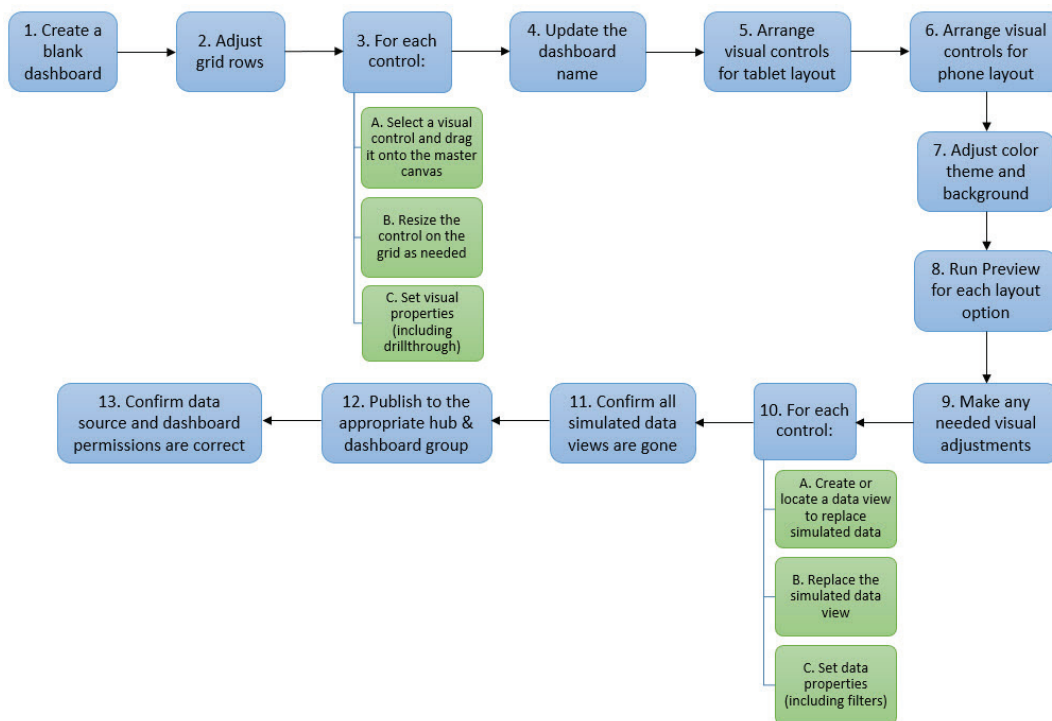 1. Create a
blank
dashboard
2. Adjust
grid rows
3. For each
control:
A. Select a visual
control and drag
it onto the master
canvas
B. Resize the
control on the
grid as needed
C. Set visual
properties
(including
drillthrough)
4. Update the
dashboard
name
5. Arrange
visual controls
for tablet layout
6. Arrange visual
controls for
phone layout
7. Adjust color
theme and
background
8. Run Preview
for each layout
option
9. Make any
needed visual
adjustments
10. For each
control:
A. Create or
locate a data view
to replace
simulated data
B. Replace the
simulated data
view
C. Set data
properties
(including filters)
11. Confirm all
simulated data
views are gone
12. Publish to the
appropriate hub &
dashboard group
13. Confirm data
source and dashboard
permissions are correct